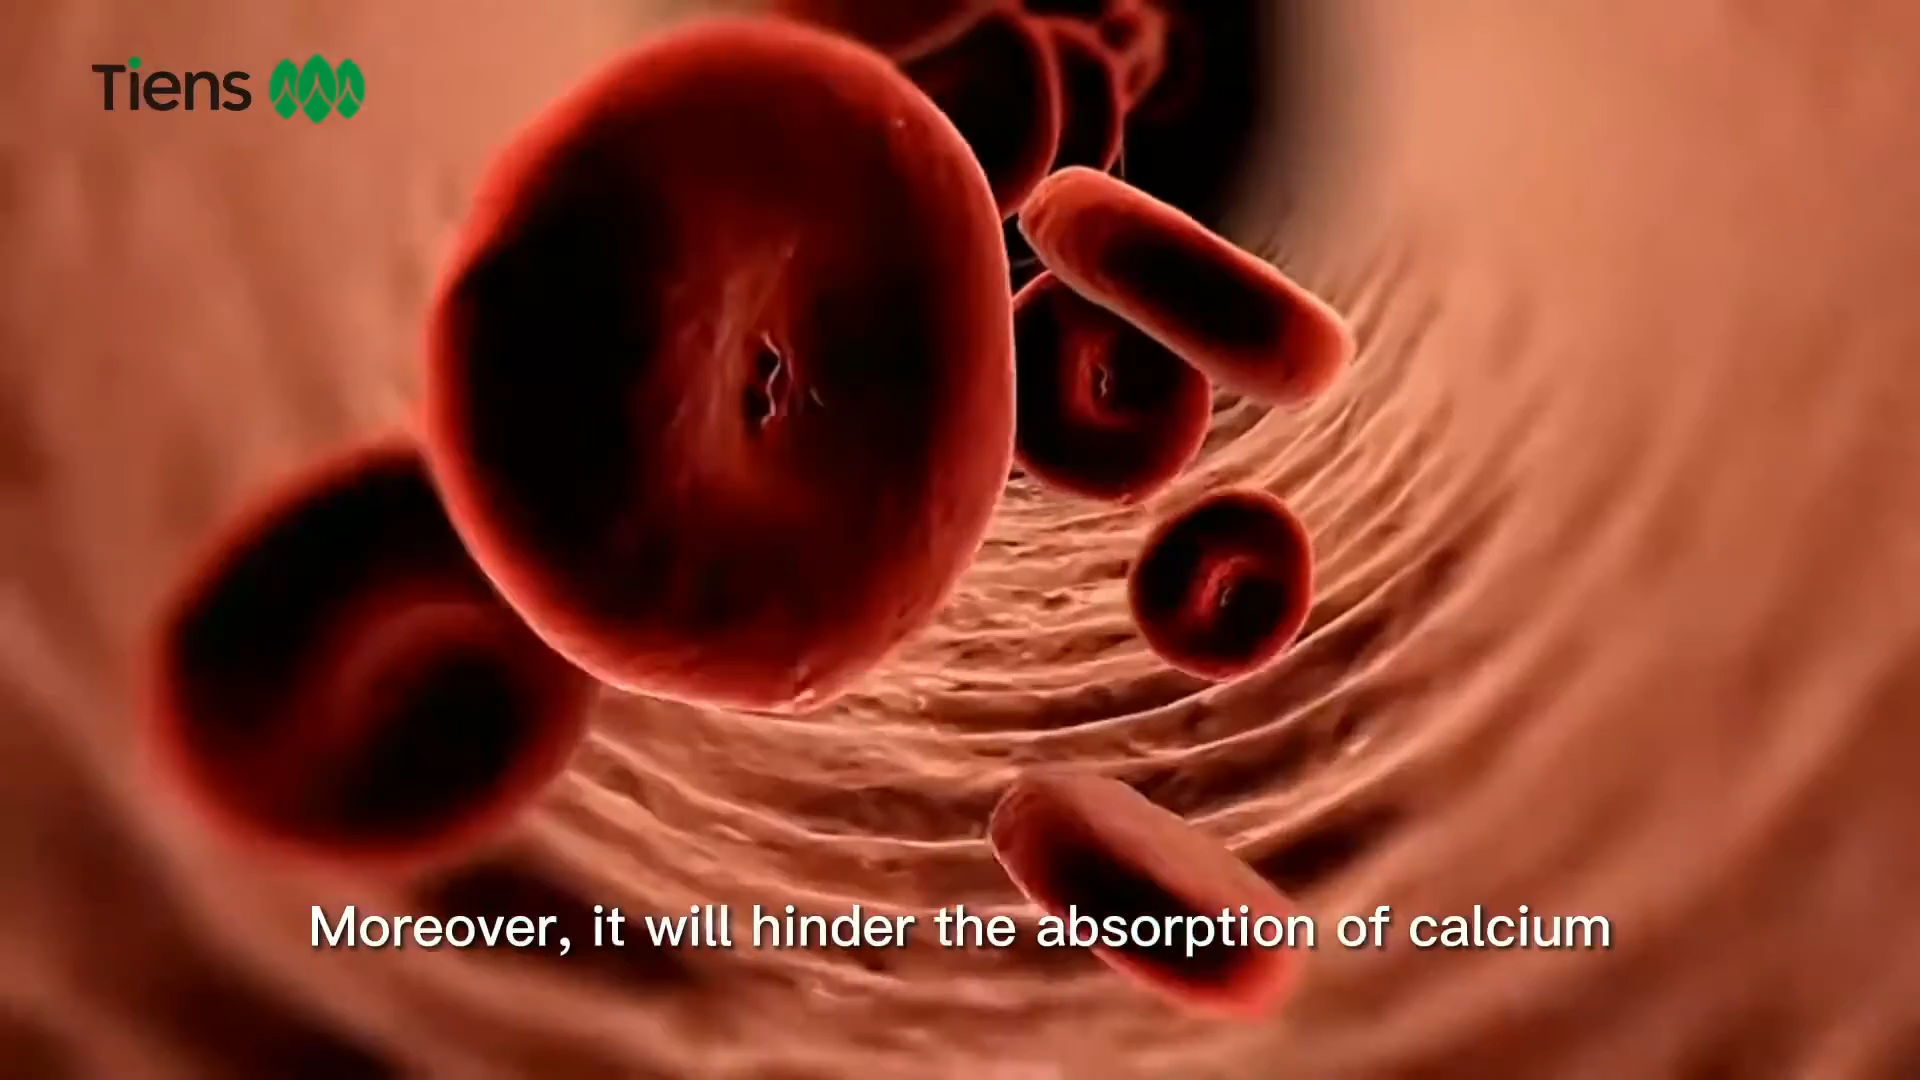 Tiens
Moreover, it will hinder the absorption of calcium